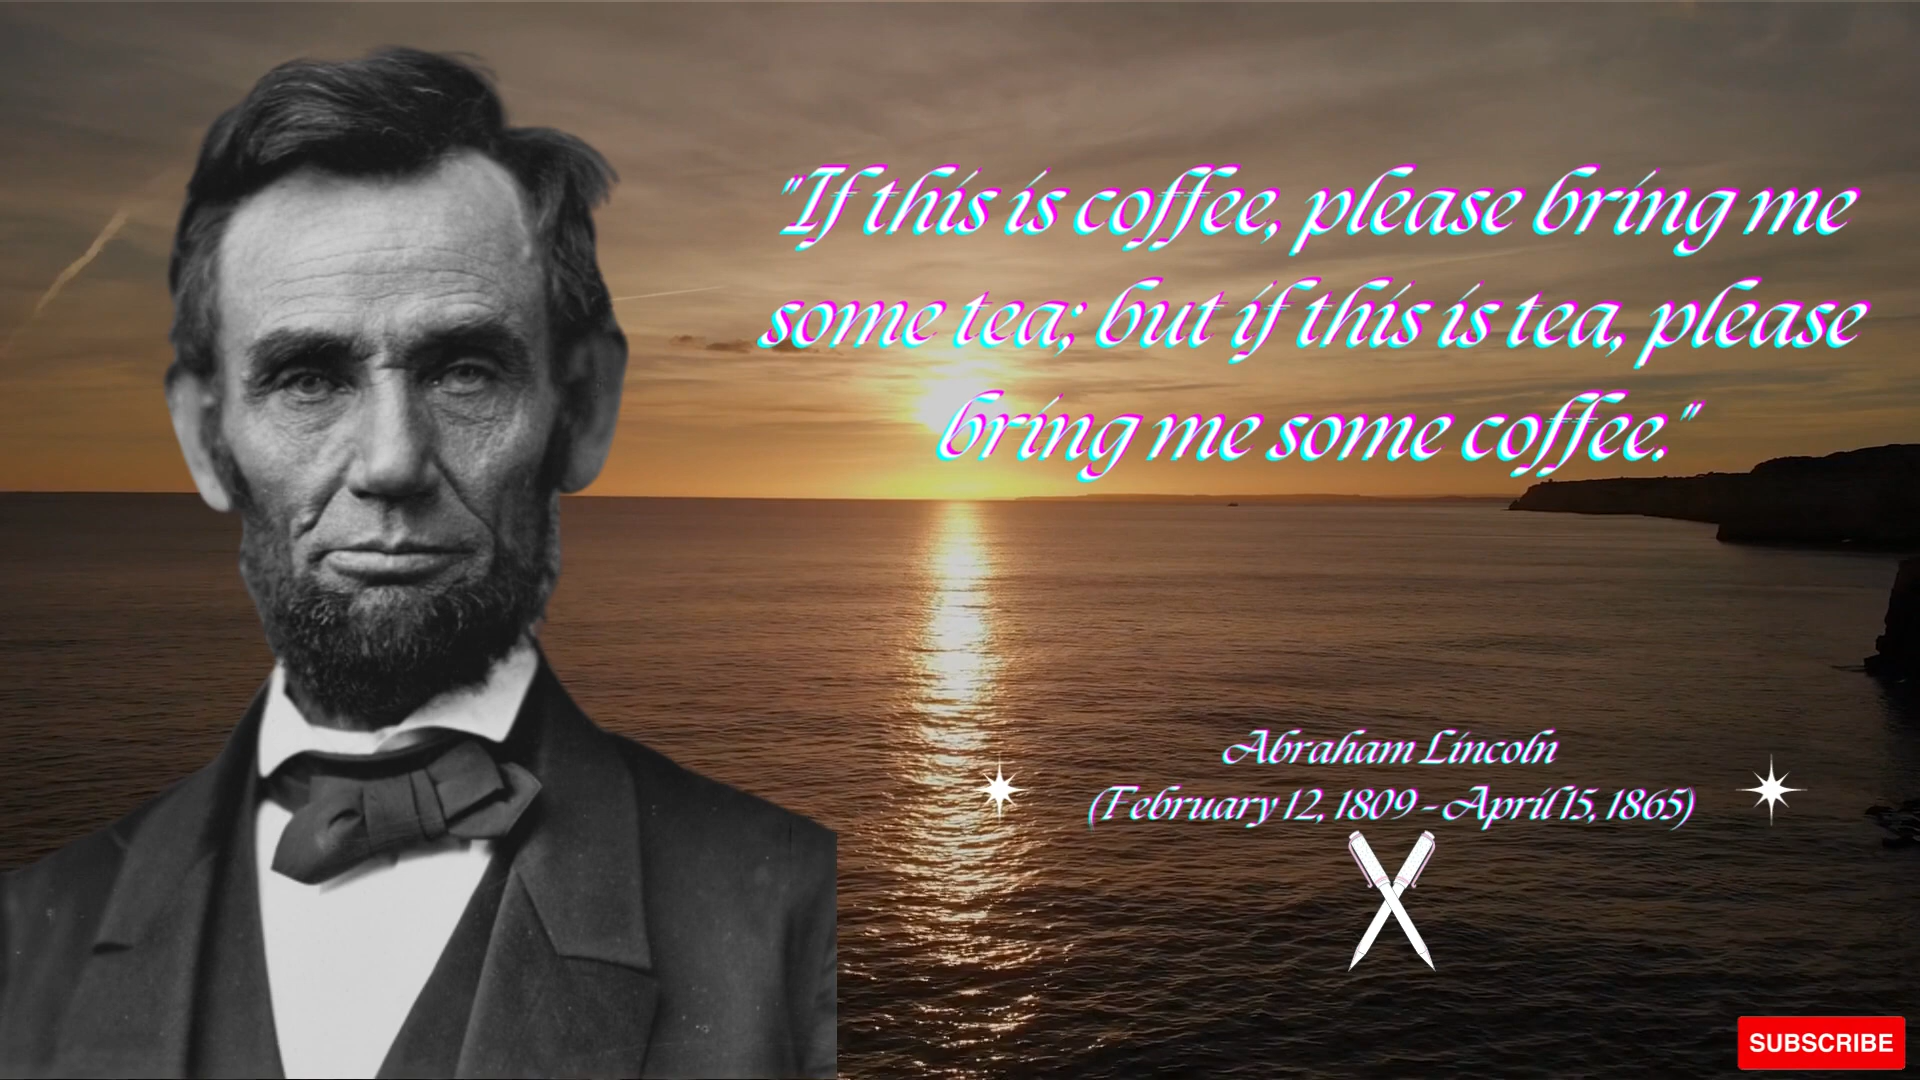 "If this is coffee, please bring me
some tea; but if this is tea, please
bring me some coffee."
Abraham Lincoln
(February 12, 1809 - April 15, 1865)
SUBSCRIBE